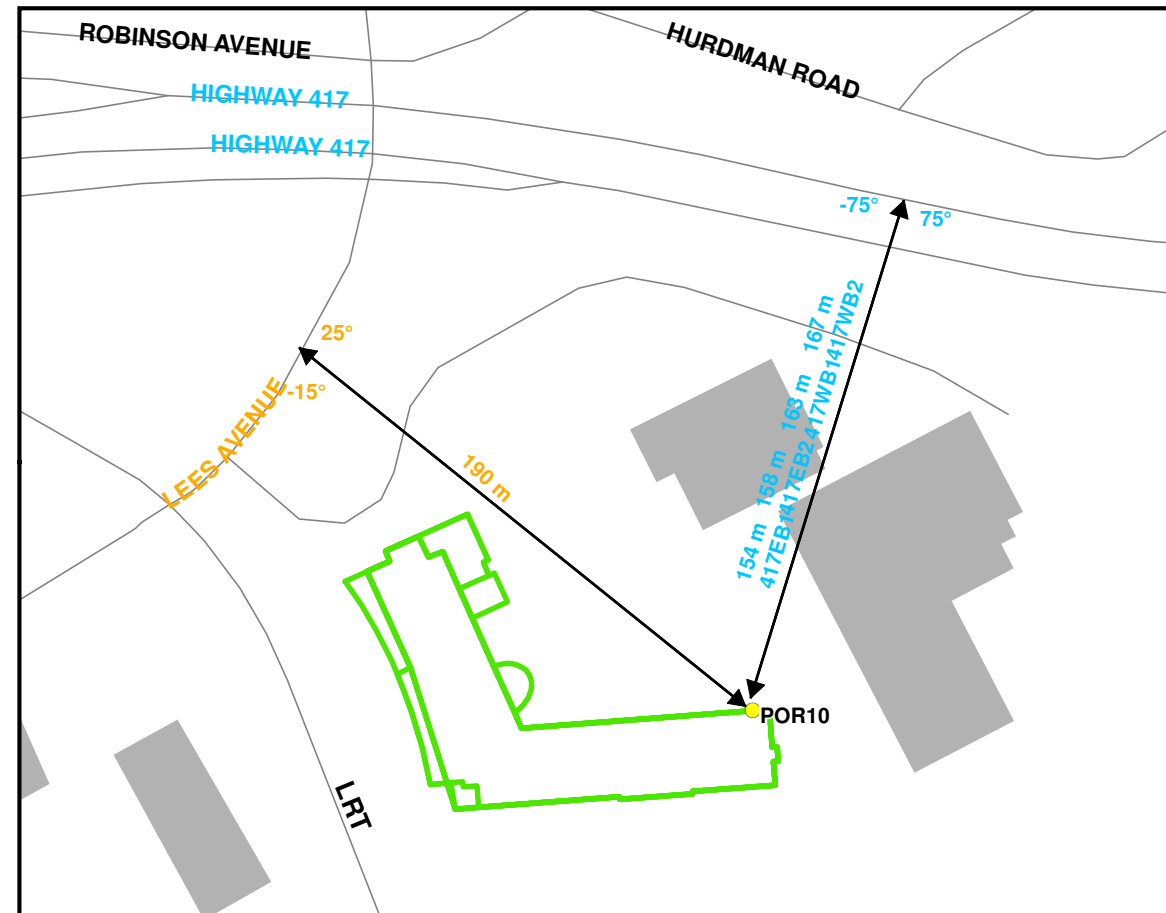 ROBINSON AVENUE
HURDMAN ROAD
HIGHWAY 417
HIGHWAY 417
-75°
75°
25°
-15°
LEES AVENUE
190 m
154 m 158 m 163 m 167 m
417EB1 417EB2 417WB1 417WB2
POR10
LRT